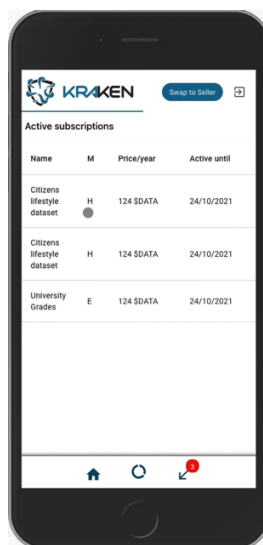 KRAKEN
Swap to Seller
Active subscriptions
Name M Price/year Active until
Citizens
lifestyle
dataset
H 124 $DATA 24/10/2021
Citizens
lifestyle
dataset
H 124 $DATA 24/10/2021
University
Grades
E 124 $DATA 24/10/2021
3